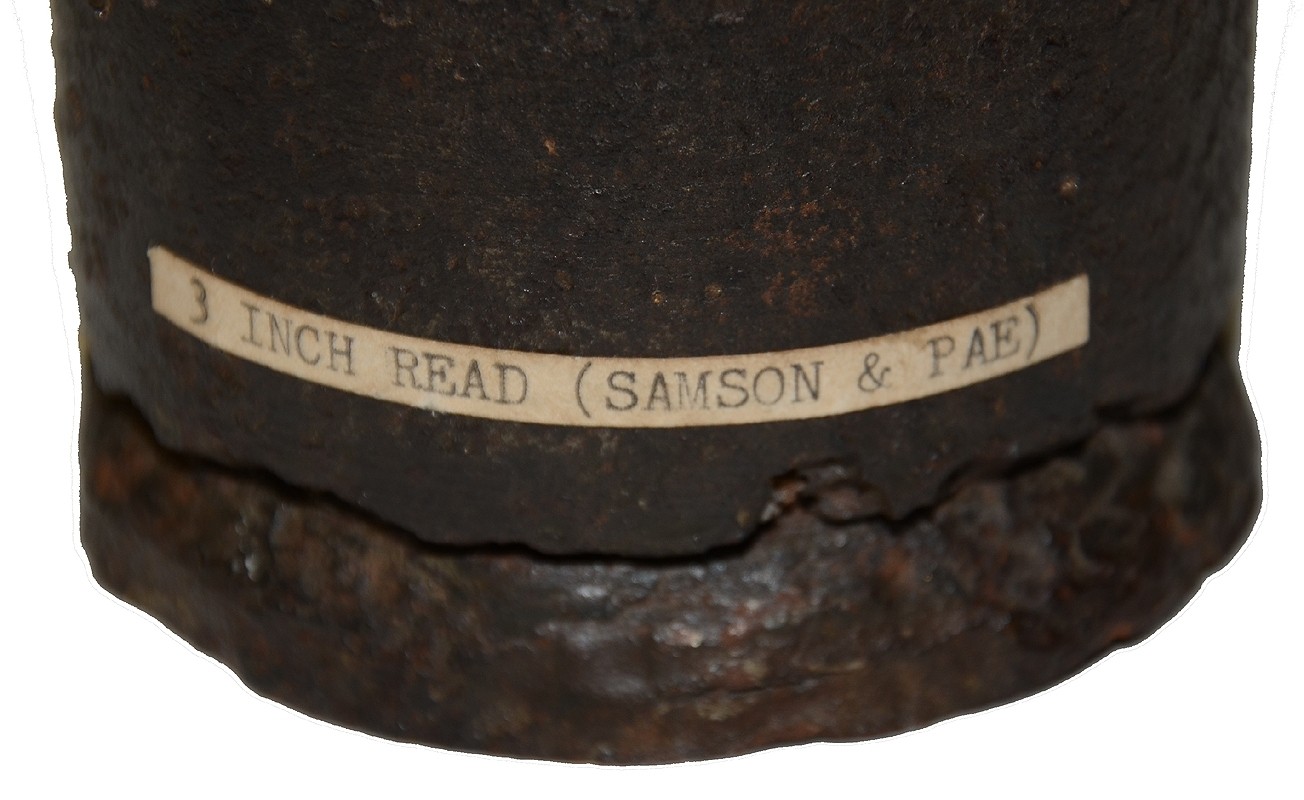 3 INCH READ (SAMSON & PAE)